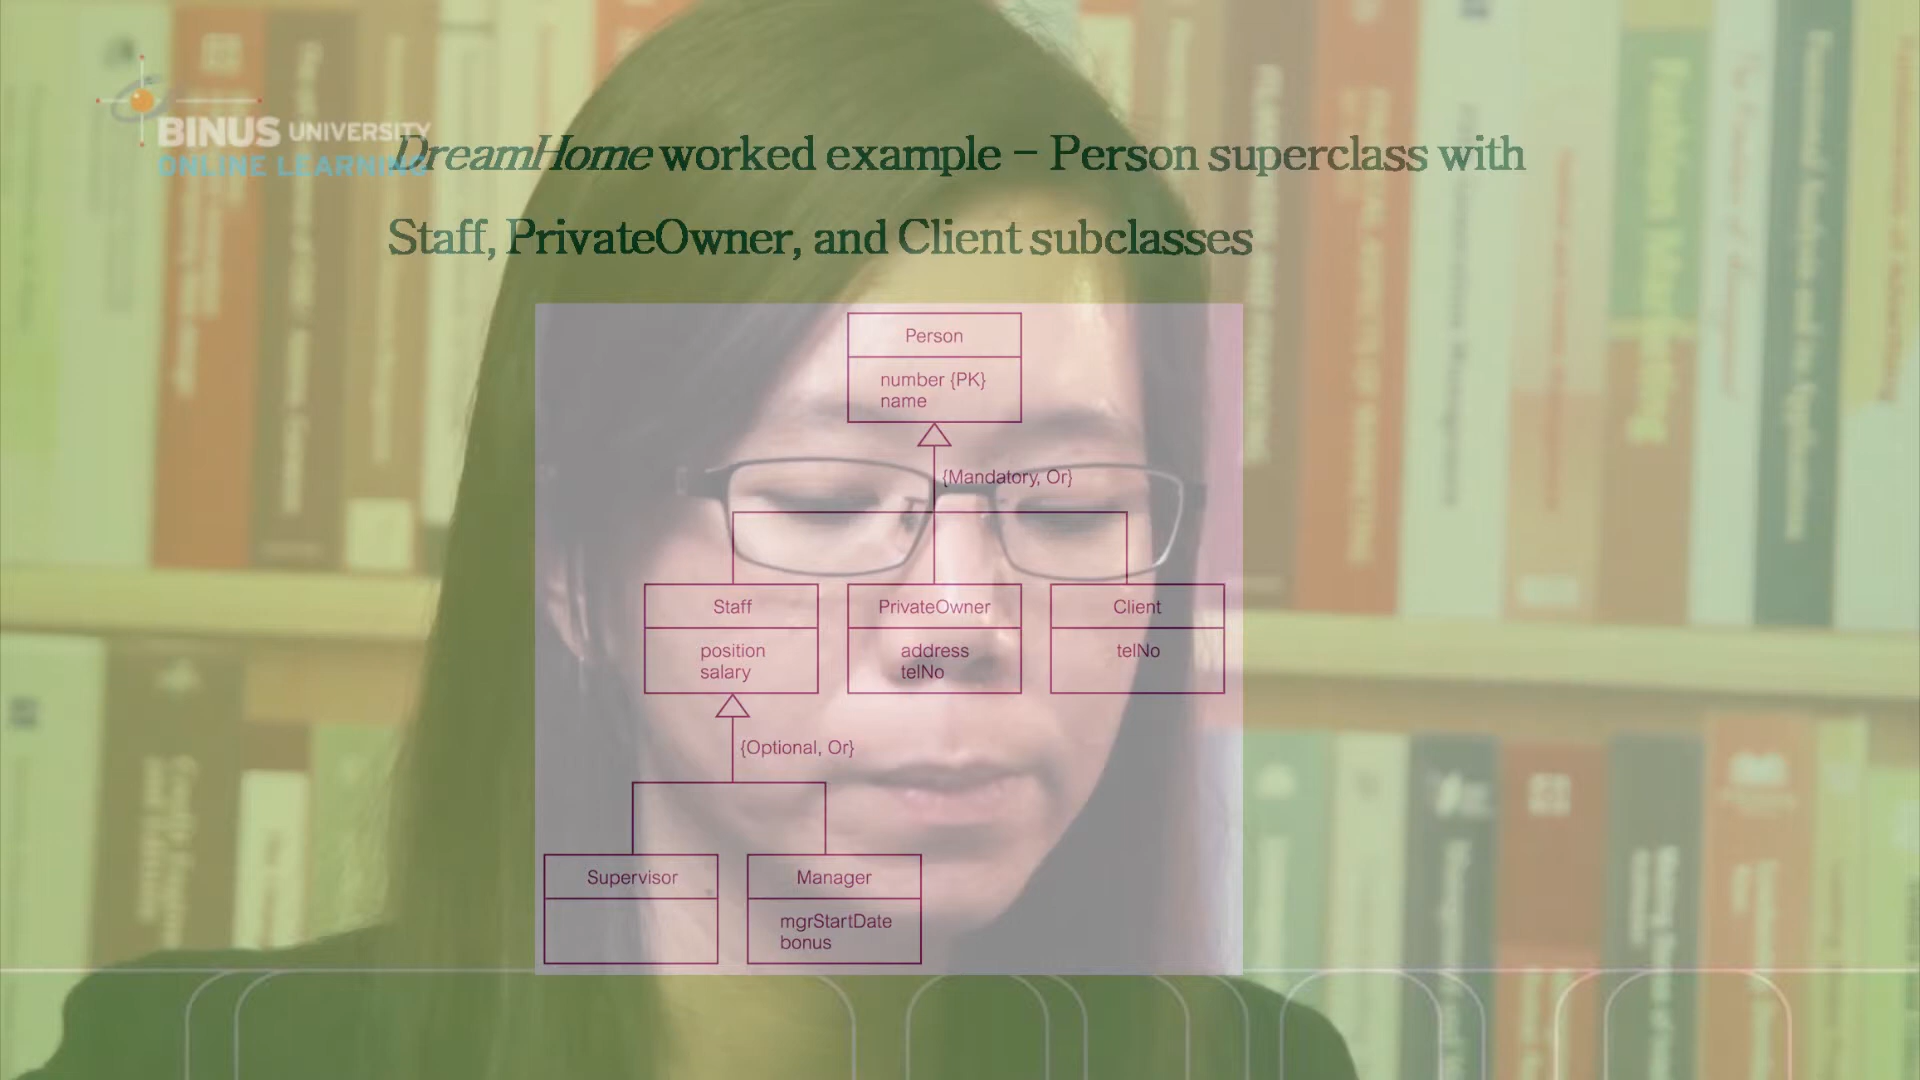 BINUS UNIVERSITY
ONLINE LEARNING
DreamHome worked example – Person superclass with
Staff, PrivateOwner, and Client subclasses
Person
number {PK}
name
{Mandatory, Or}
Staff
PrivateOwner
Client
position
salary
address
telNo
telNo
{Optional, Or}
Supervisor
Manager
mgrStartDate
bonus